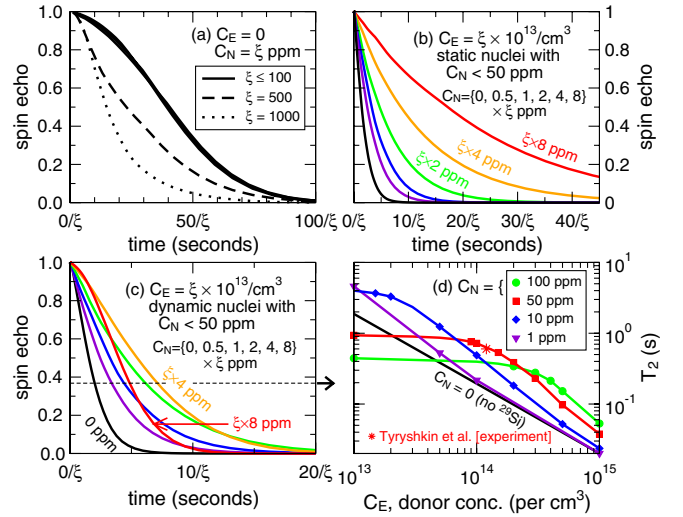 (a) C_E = 0
C_N = ξ ppm
ξ ≤ 100
ξ = 500
ξ = 1000
spin echo
1.0
0.8
0.6
0.4
0.2
0.0
0/ξ 50/ξ 100/ξ
time (seconds)
(b) C_E = ξ × 10^13/cm^3
static nuclei with
C_N < 50 ppm
C_N={0, 0.5, 1, 2, 4, 8}
× ξ ppm
ξ×8 ppm
ξ×4 ppm
ξ×2 ppm
1
0.8
0.6
0.4
0.2
0
spin echo
0/ξ 10/ξ 20/ξ 30/ξ 40/ξ
time (seconds)
(c) C_E = ξ × 10^13/cm^3
dynamic nuclei with
C_N < 50 ppm
C_N={0, 0.5, 1, 2, 4, 8}
× ξ ppm
ξ×4 ppm
ξ×8 ppm
0 ppm
spin echo
1.0
0.8
0.6
0.4
0.2
0.0
0/ξ 10/ξ 20/ξ
time (seconds)
(d) C_N = {
100 ppm
50 ppm
10 ppm
1 ppm
C_N = 0 (no ^29Si)
Tyryshkin et al. [experiment]
10^1
10^0
10^-1
T_2 (s)
10^13 10^14 10^15
C_E, donor conc. (per cm^3)